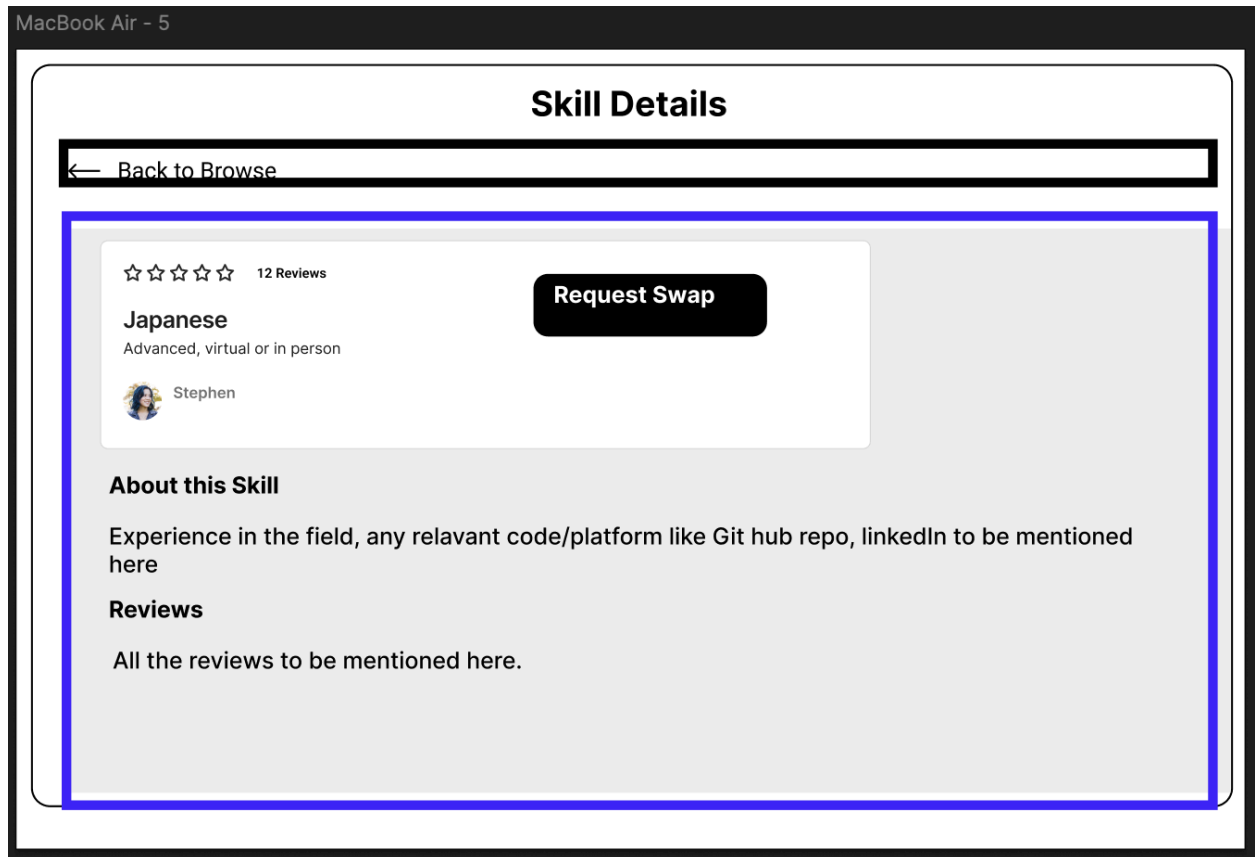 MacBook Air - 5
Skill Details
Back to Browse
12 Reviews
Request Swap
Japanese
Advanced, virtual or in person
Stephen
About this Skill
Experience in the field, any relavant code/platform like Git hub repo, linkedIn to be mentioned
here
Reviews
All the reviews to be mentioned here.